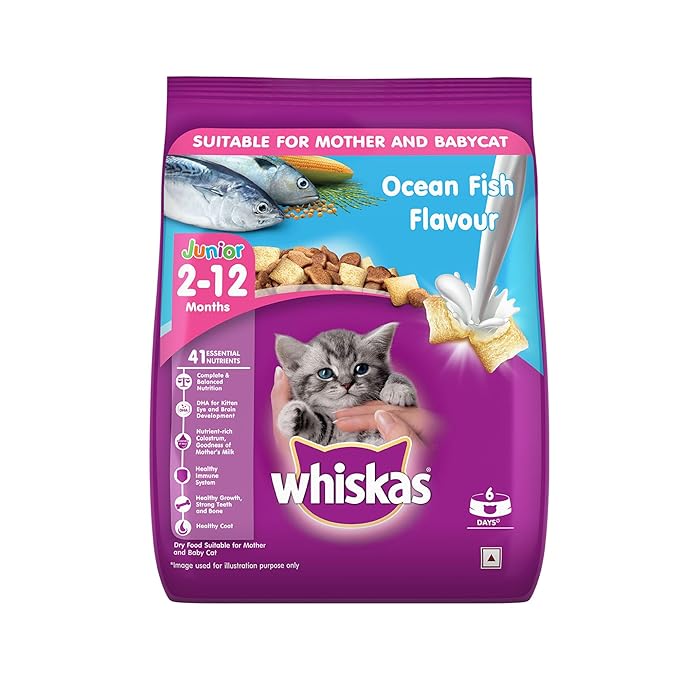 SUITABLE FOR MOTHER AND BABYCAT
Ocean Fish
Flavour
Junior
2-12
Months
41 ESSENTIAL
NUTRIENTS
Complete &
Balanced
Nutrition
DHA
DHA for Kitten
Eye and Brain
Development
Nutrient-rich
Colostrum,
Goodness of
Mother's Milk
Healthy
Immune
System
Healthy Growth,
Strong Teeth
and Bone
Healthy Coat
whiskas®
6
DAYS
Dry Food Suitable for Mother
and Baby Cat
*Image used for illustration purpose only